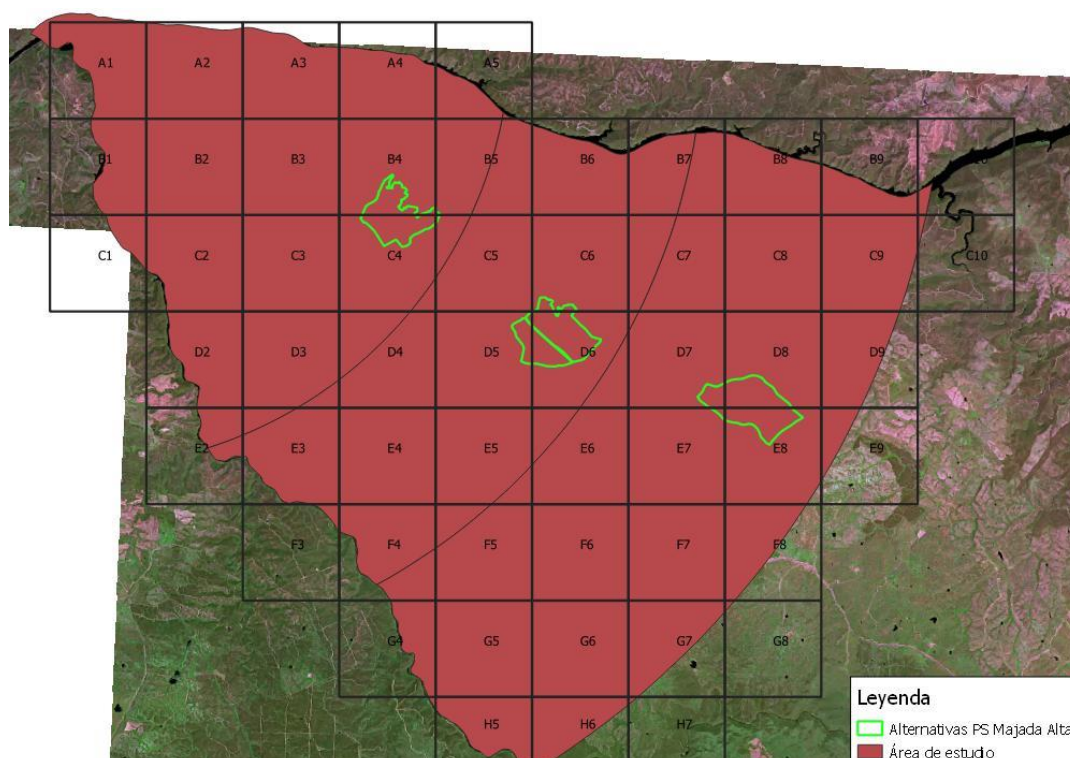 A1 A2 A3 A4 A5
B1 B2 B3 B4 B5 B6 B7 B8 B9
C1 C2 C3 C4 C5 C6 C7 C8 C9 C10
D2 D3 D4 D5 D6 D7 D8 D9
E2 E3 E4 E5 E6 E7 E8 E9
F3 F4 F5 F6 F7 F8
G4 G5 G6 G7 G8
H5 H6 H7
Leyenda
Alternativas PS Majada Alta
Área de estudio